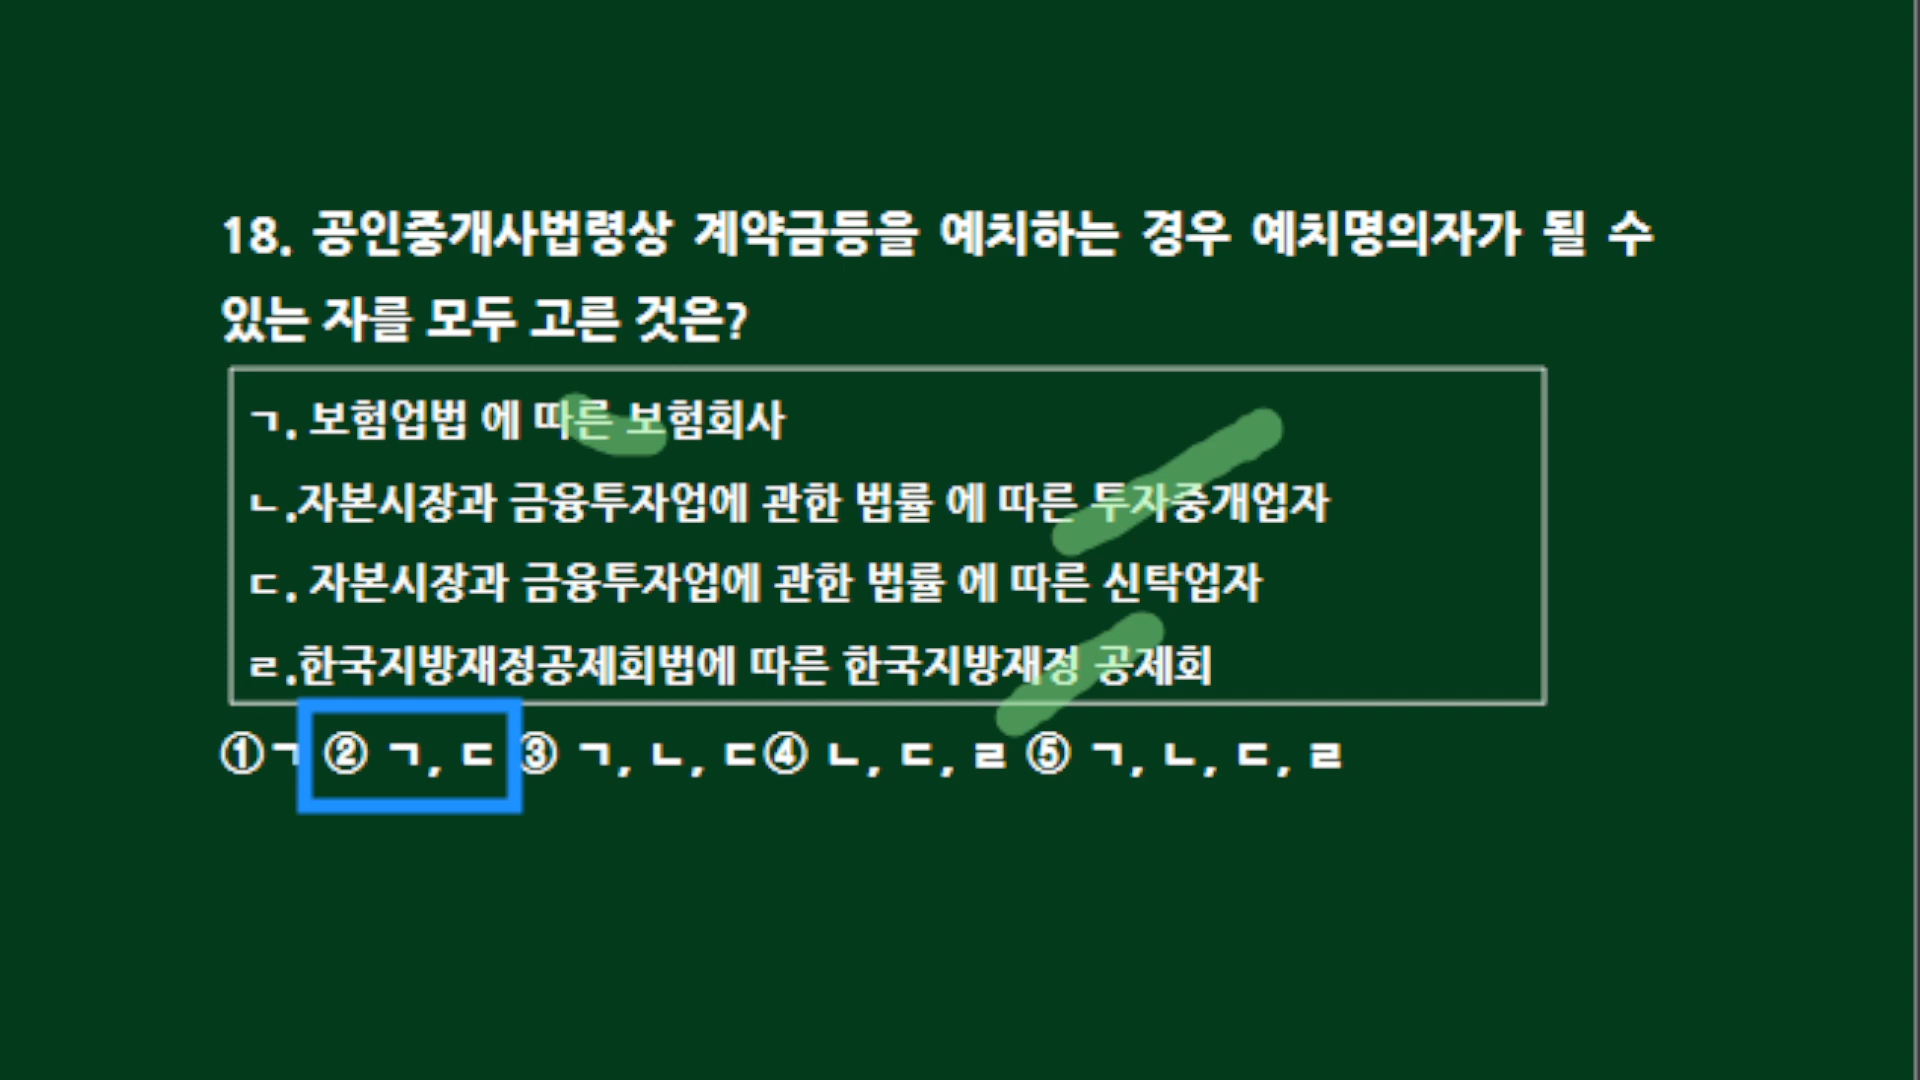 18. 공인중개사법령상 계약금등을 예치하는 경우 예치명의자가 될 수
있는 자를 모두 고른 것은?
ㄱ. 보험업법 에 따른 보험회사
ㄴ.자본시장과 금융투자업에 관한 법률 에 따른 투자중개업자
ㄷ. 자본시장과 금융투자업에 관한 법률 에 따른 신탁업자
ㄹ.한국지방재정공제회법에 따른 한국지방재정 공제회
①ㄱ ② ㄱ, ㄷ ③ ㄱ, ㄴ, ㄷ④ ㄴ, ㄷ, ㄹ ⑤ ㄱ, ㄴ, ㄷ, ㄹ